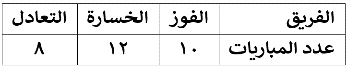 الفريق الفوز الخسارة التعادل
عدد المباريات ١٠ ١٢ ٨